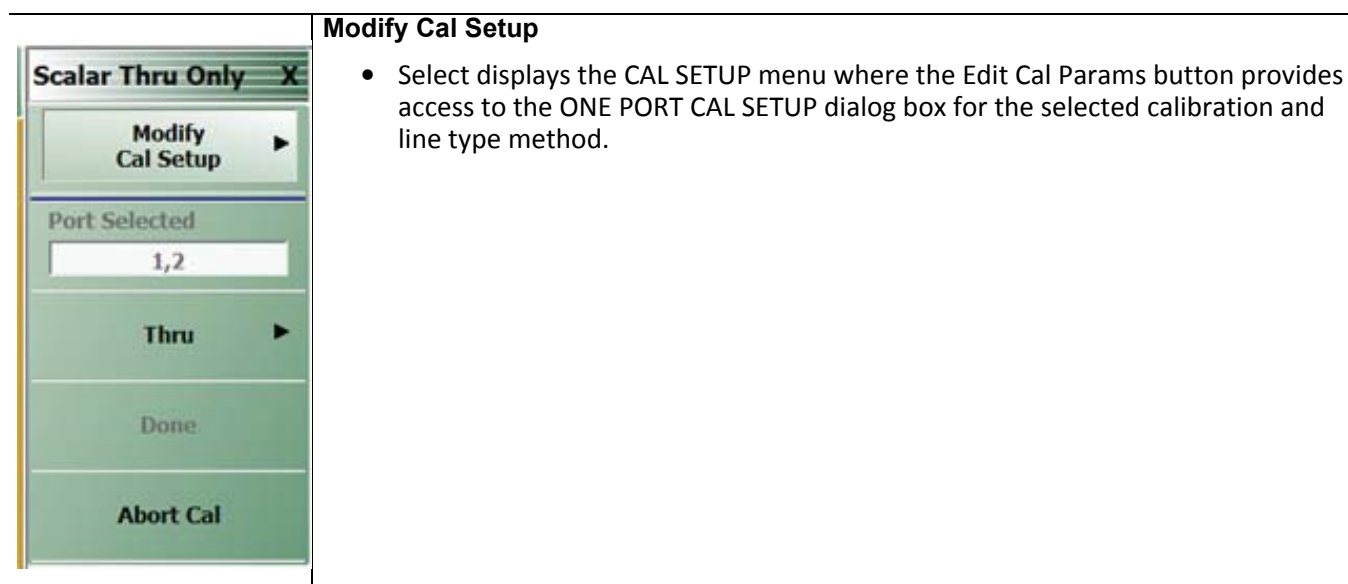 Scalar Thru Only X
Modify
Cal Setup
Port Selected
1,2
Thru
Done
Abort Cal
Modify Cal Setup
• Select displays the CAL SETUP menu where the Edit Cal Params button provides
access to the ONE PORT CAL SETUP dialog box for the selected calibration and
line type method.